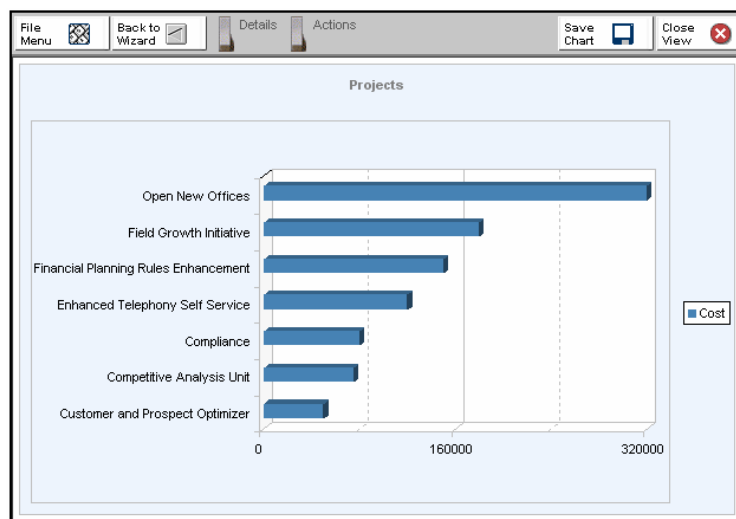 File
Menu
Back to
Wizard
Details
Actions
Save
Chart
Close
View
Projects
Open New Offices
Field Growth Initiative
Financial Planning Rules Enhancement
Enhanced Telephony Self Service
Compliance
Competitive Analysis Unit
Customer and Prospect Optimizer
Cost
0 160000 320000